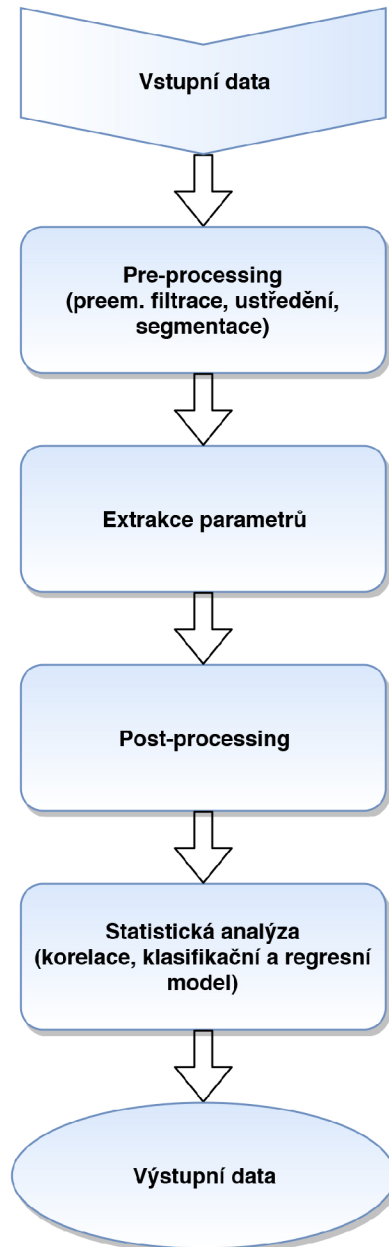 Vstupní data
Pre-processing
(preem. filtrace, ustředění,
segmentace)
Extrakce parametrů
Post-processing
Statistická analýza
(korelace, klasifikační a regresní
model)
Výstupní data